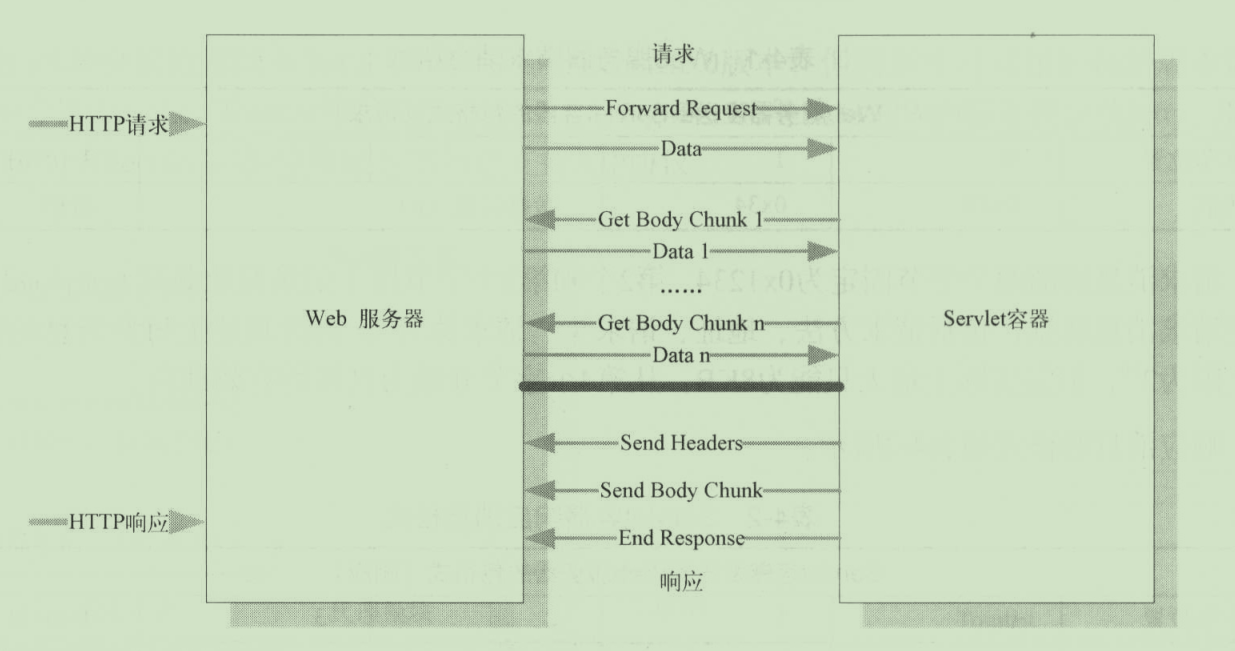 请求
HTTP请求
Forward Request
Data
Get Body Chunk 1
Data 1
……
Web 服务器
Get Body Chunk n
Servlet容器
Data n
Send Headers
Send Body Chunk
HTTP响应
End Response
响应